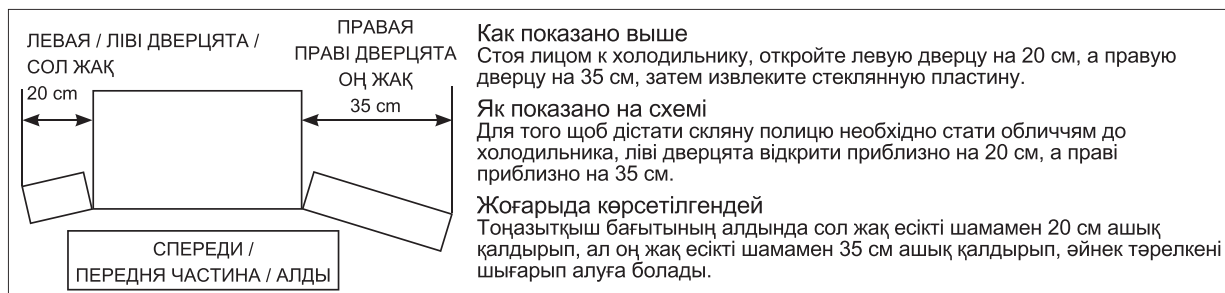 ЛЕВАЯ / ЛІВІ ДВЕРЦЯТА /
СОЛ ЖАҚ
20 cm
ПРАВАЯ
ПРАВІ ДВЕРЦЯТА
ОҢ ЖАҚ
35 cm
СПЕРЕДИ /
ПЕРЕДНЯ ЧАСТИНА / АЛДЫ
Как показано выше
Стоя лицом к холодильнику, откройте левую дверцу на 20 см, а правую
дверцу на 35 см, затем извлеките стеклянную пластину.
Як показано на схемі
Для того щоб дістати скляну полицю необхідно стати обличчям до
холодильника, ліві дверцята відкрити приблизно на 20 см, а праві
приблизно на 35 см.
Жоғарыда көрсетілгендей
Тоңазытқыш бағытының алдында сол жақ есікті шамамен 20 см ашық
қалдырып, ал оң жақ есікті шамамен 35 см ашық қалдырып, әйнек тәрелкені
шығарып алуға болады.